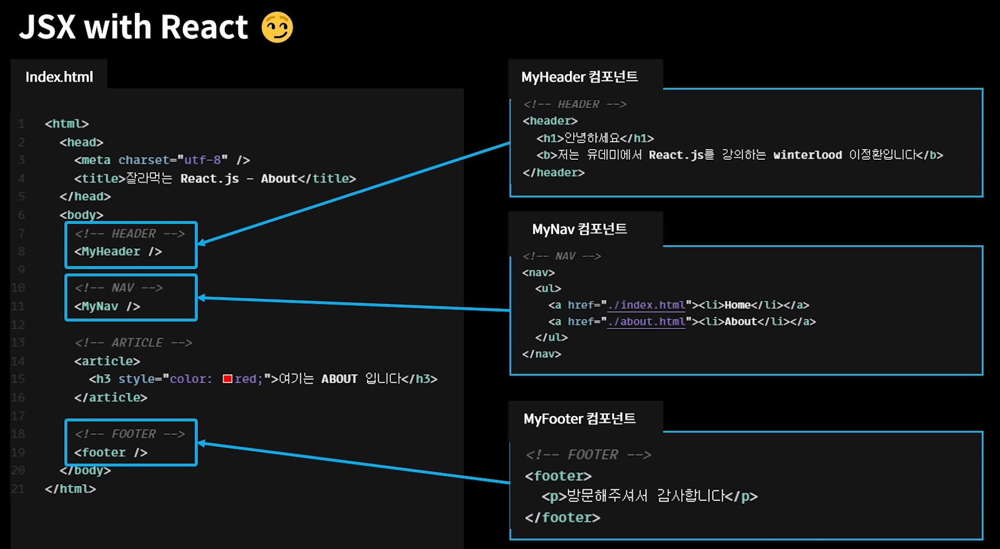 JSX with React 😏
Index.html
1 <html>
2 <head>
3 <meta charset="utf-8" />
4 <title>잘라먹는 React.js - About</title>
5 </head>
6 <body>
7 <!-- HEADER -->
8 <MyHeader />
9
10 <!-- NAV -->
11 <MyNav />
12
13 <!-- ARTICLE -->
14 <article>
15 <h3 style="color: red;">여기는 ABOUT 입니다</h3>
16 </article>
17
18 <!-- FOOTER -->
19 <footer />
20 </body>
21 </html>
MyHeader 컴포넌트
<!-- HEADER -->
<header>
<h1>안녕하세요</h1>
<b>저는 유데미에서 React.js를 강의하는 winterlood 이정환입니다</b>
</header>
MyNav 컴포넌트
<!-- NAV -->
<nav>
<ul>
<a href="./index.html"><li>Home</li></a>
<a href="./about.html"><li>About</li></a>
</ul>
</nav>
MyFooter 컴포넌트
<!-- FOOTER -->
<footer>
<p>방문해주셔서 감사합니다</p>
</footer>